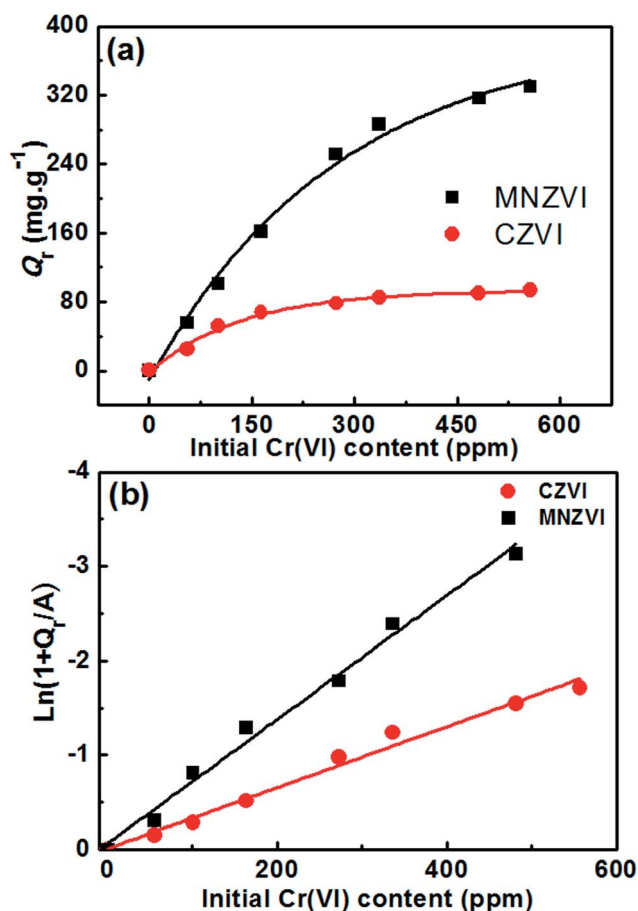 (a)
400
320
240
160
80
0
Qr (mg.g-1)
MNZVI
CZVI
0 150 300 450 600
Initial Cr(VI) content (ppm)
(b)
-4
-3
-2
-1
0
Ln(1+Qr/A)
CZVI
MNZVI
0 200 400 600
Initial Cr(VI) content (ppm)